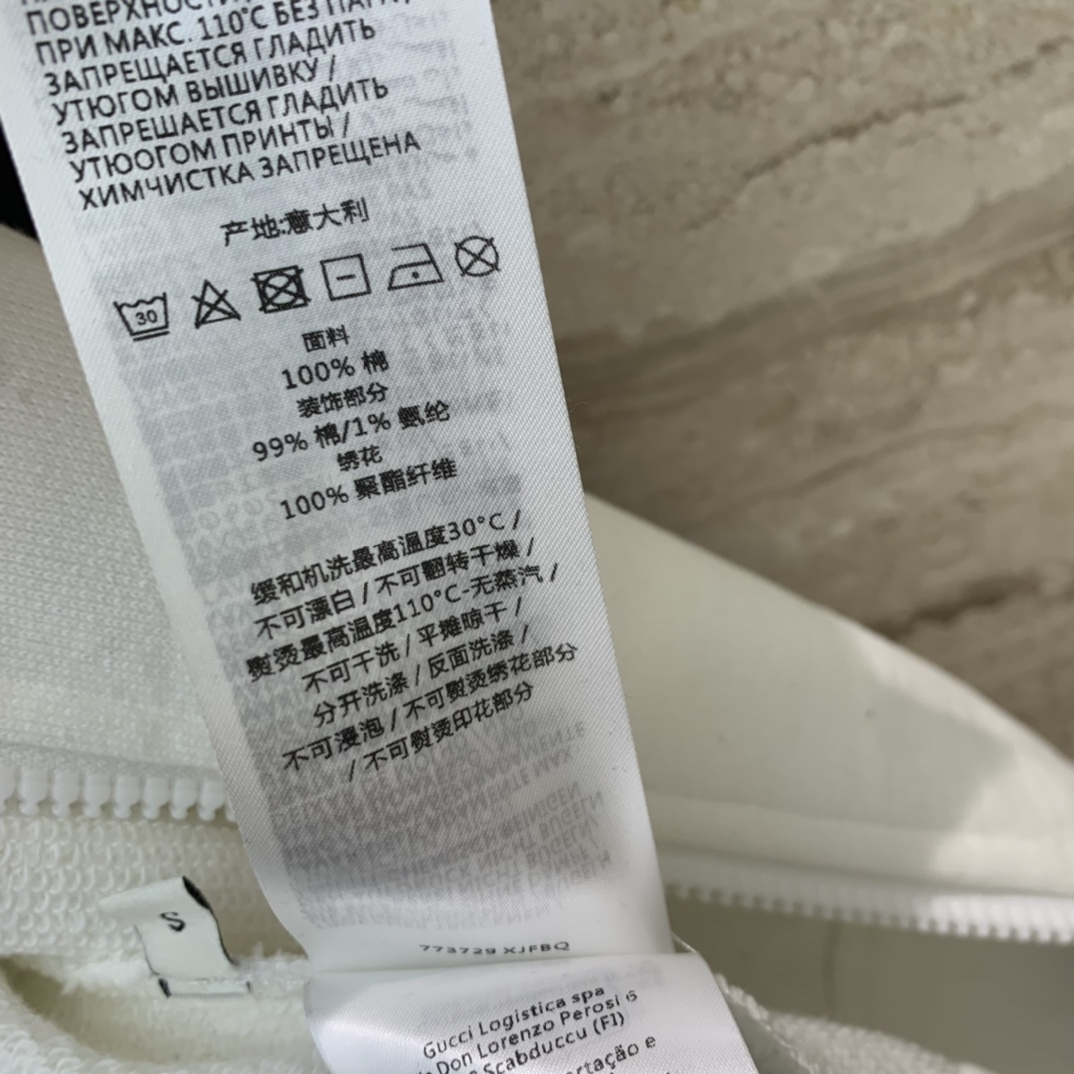 ПОВЕРХНОСТИ
ПРИ МАКС. 110°C БЕЗ
ЗАПРЕЩАЕТСЯ ГЛАДИТЬ
УТЮГОМ ВЫШИВКУ /
ЗАПРЕШАЕТСЯ ГЛАДИТЬ
УТЮОГОМ ПРИНТЫ /
ХИМЧИСТКА ЗАПРЕЩЕНА
产地:意大利
30
面料
100% 棉
装饰部分
99% 棉/1% 氨纶
绣花
100% 聚酯纤维
缓和机洗最高温度30°C /
不可漂白 / 不可翻转干燥 /
熨烫最高温度110°C-无蒸汽 /
不可干洗 / 平摊晾干 /
分开洗涤 / 反面洗涤 /
不可浸泡 / 不可熨烫绣花部分
/ 不可熨烫印花部分
S
773729 XJFBQ
Gucci Logistica spa
Don Lorenzo Perosi 6
Scabduccu (FI)
ortação e